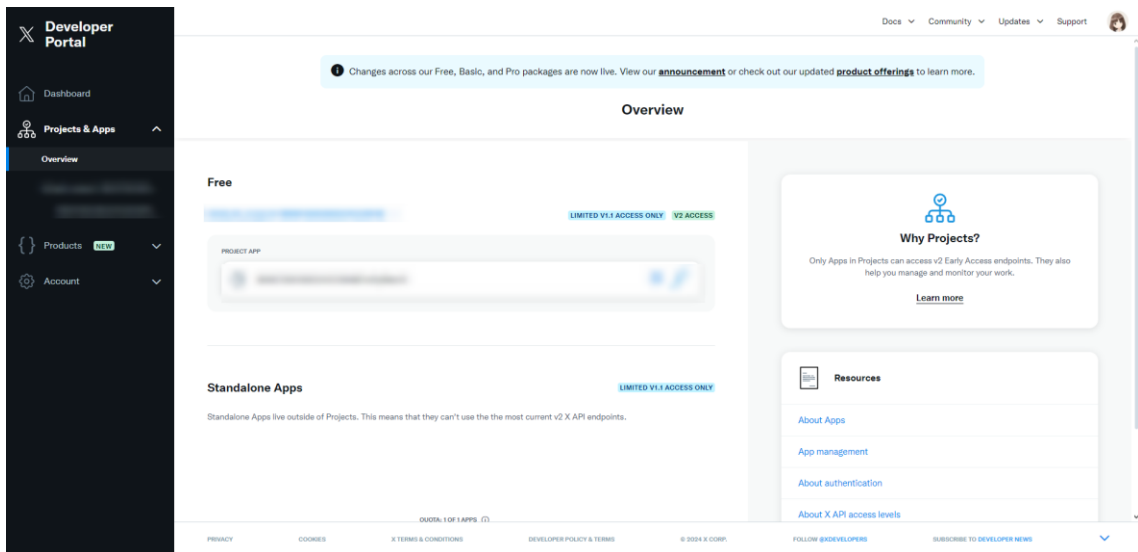 Developer
Portal
Docs
Community
Updates
Support
Dashboard
Projects & Apps
Overview
Products NEW
Account
Changes across our Free, Basic, and Pro packages are now live. View our announcement or check out our updated product offerings to learn more.
Overview
Free
LIMITED V1.1 ACCESS ONLY
V2 ACCESS
PROJECT APP
Standalone Apps
LIMITED V1.1 ACCESS ONLY
Standalone Apps live outside of Projects. This means that they can't use the the most current v2 X API endpoints.
QUOTA: 1 OF 1 APPS
Why Projects?
Only Apps in Projects can access v2 Early Access endpoints. They also
help you manage and monitor your work.
Learn more
Resources
About Apps
App management
About authentication
About X API access levels
PRIVACY
COOKIES
X TERMS & CONDITIONS
DEVELOPER POLICY & TERMS
© 2024 X CORP.
FOLLOW @XDEVELOPERS
SUBSCRIBE TO DEVELOPER NEWS